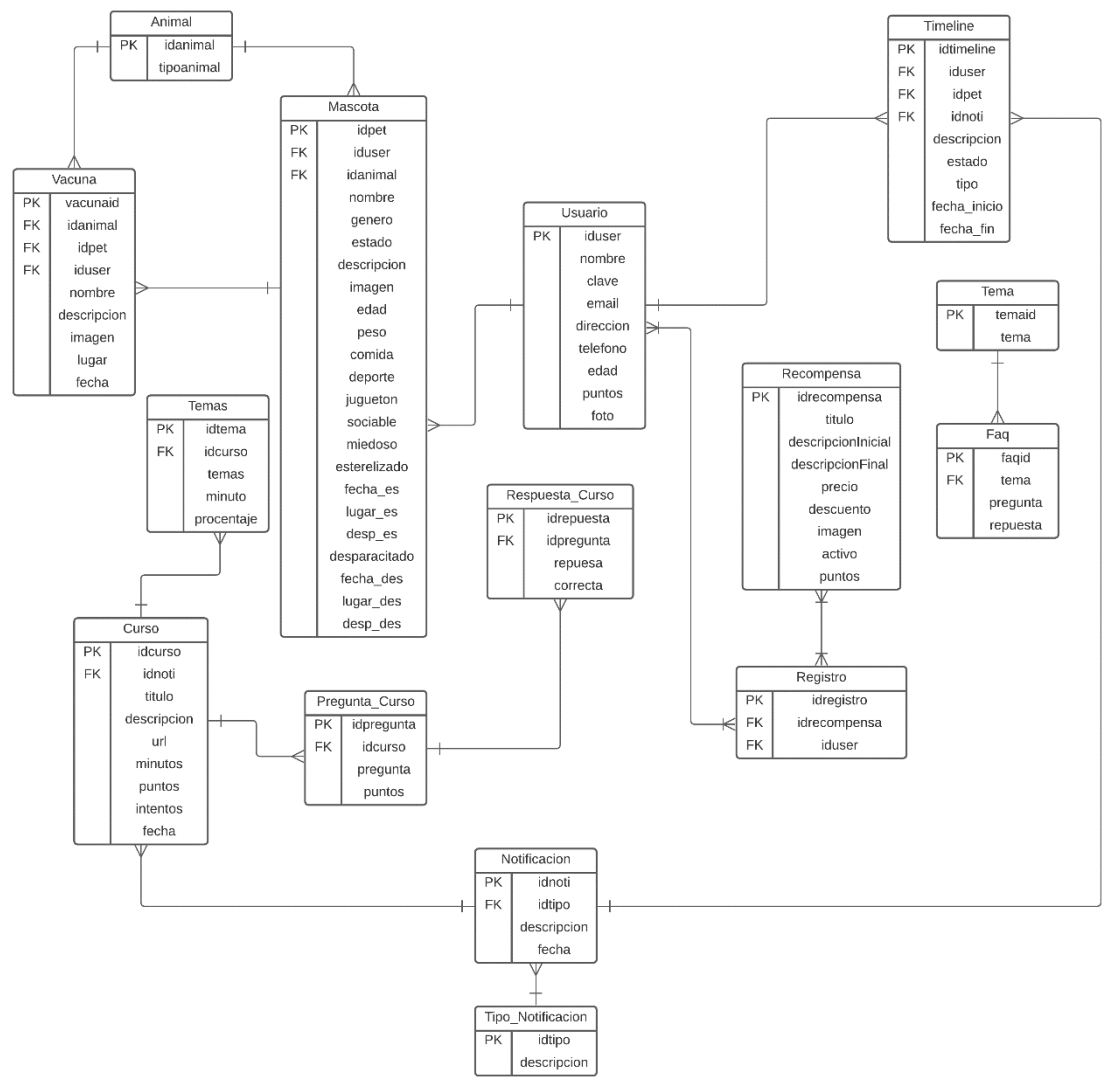 Animal
PK idanimal
tipoanimal
Timeline
PK idtimeline
FK iduser
FK idpet
FK idnoti
descripcion
estado
tipo
fecha_inicio
fecha_fin
Mascota
PK idpet
FK iduser
FK idanimal
nombre
genero
estado
descripcion
imagen
edad
peso
comida
deporte
jugueton
sociable
miedoso
esterelizado
fecha_es
lugar_es
desp_es
desparacitado
fecha_des
lugar_des
desp_des
Vacuna
PK vacunaid
FK idanimal
FK idpet
FK iduser
nombre
descripcion
imagen
lugar
fecha
Usuario
PK iduser
nombre
clave
email
direccion
telefono
edad
puntos
foto
Tema
PK temaid
tema
Recompensa
PK idrecompensa
titulo
descripcionInicial
descripcionFinal
precio
descuento
imagen
activo
puntos
Faq
PK faqid
FK tema
pregunta
repuesta
Temas
PK idtema
FK idcurso
temas
minuto
procentaje
Respuesta_Curso
PK idrepuesta
FK idpregunta
repuesa
correcta
Curso
PK idcurso
FK idnoti
titulo
descripcion
url
minutos
puntos
intentos
fecha
Pregunta_Curso
PK idpregunta
FK idcurso
pregunta
puntos
Registro
PK idregistro
FK idrecompensa
FK iduser
Notificacion
PK idnoti
FK idtipo
descripcion
fecha
Tipo_Notificacion
PK idtipo
descripcion